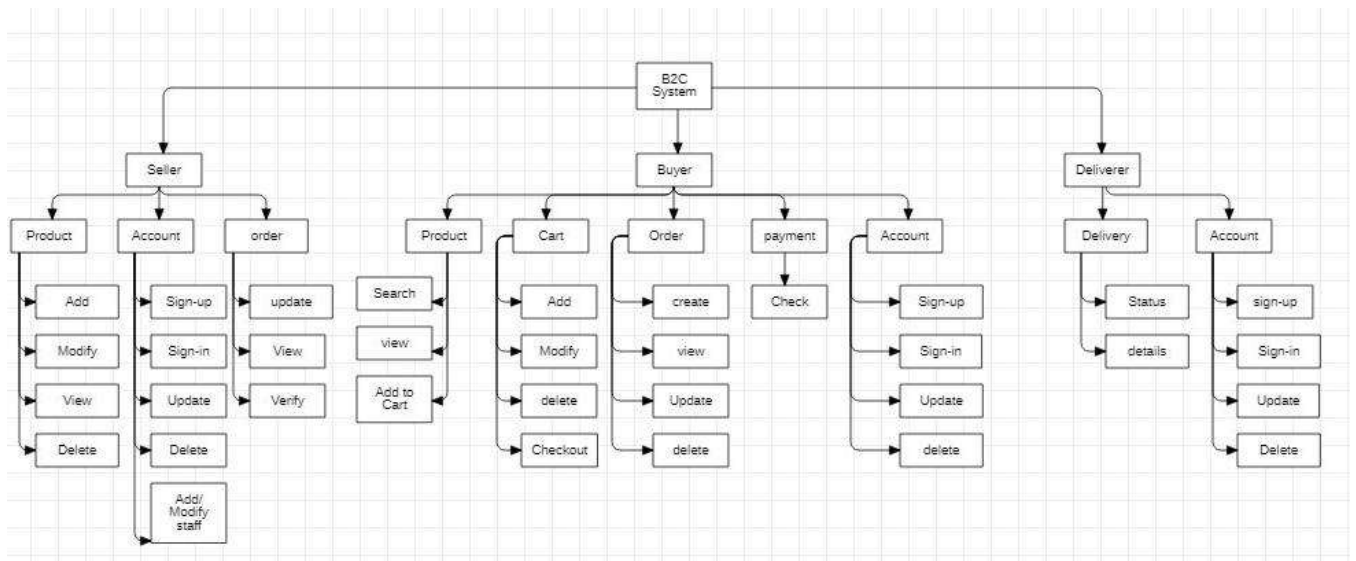 B2C
System
Seller
Buyer
Deliverer
Product
Account
order
Product
Cart
Order
payment
Account
Delivery
Account
Add
Sign-up
update
Search
Add
create
Check
Sign-up
Status
sign-up
Modify
Sign-in
View
view
Modify
view
Sign-in
details
Sign-in
View
Update
Verify
Add to
Cart
delete
Update
Update
Update
Delete
Delete
Checkout
delete
delete
Delete
Add/
Modify
staff